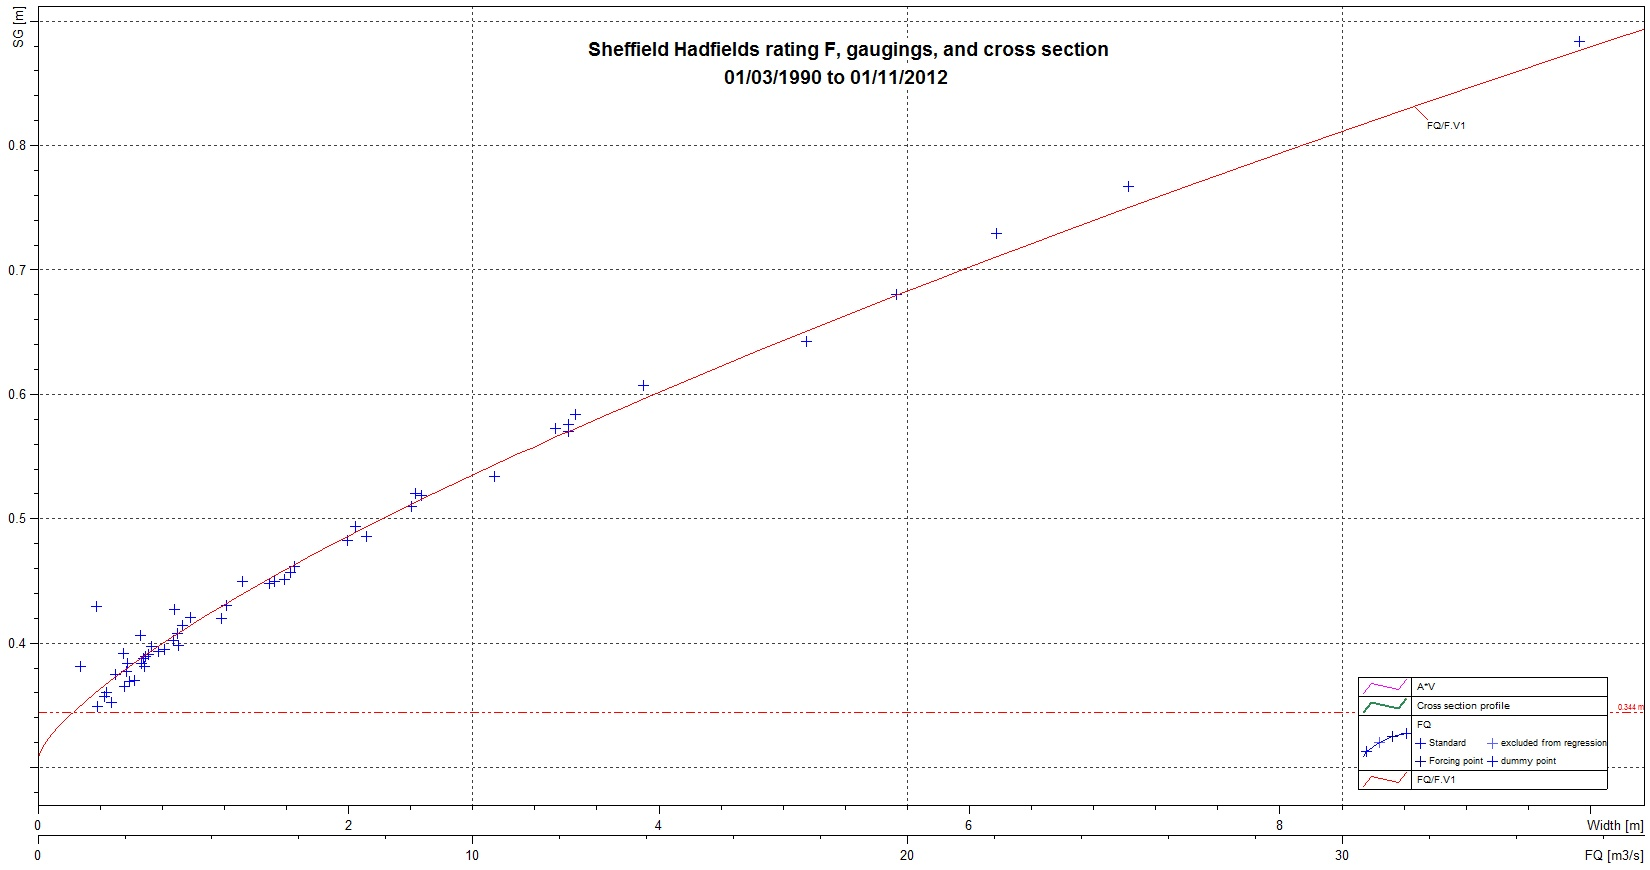 SG [m]
Sheffield Hadfields rating F, gaugings, and cross section
01/03/1990 to 01/11/2012
FQ/F.V1
0.8
0.7
0.6
0.5
0.4
0.344 m
A*V
Cross section profile
FQ
Standard excluded from regression
Forcing point dummy point
FQ/F.V1
0 2 4 6 8 Width [m]
0 10 20 30 FQ [m3/s]